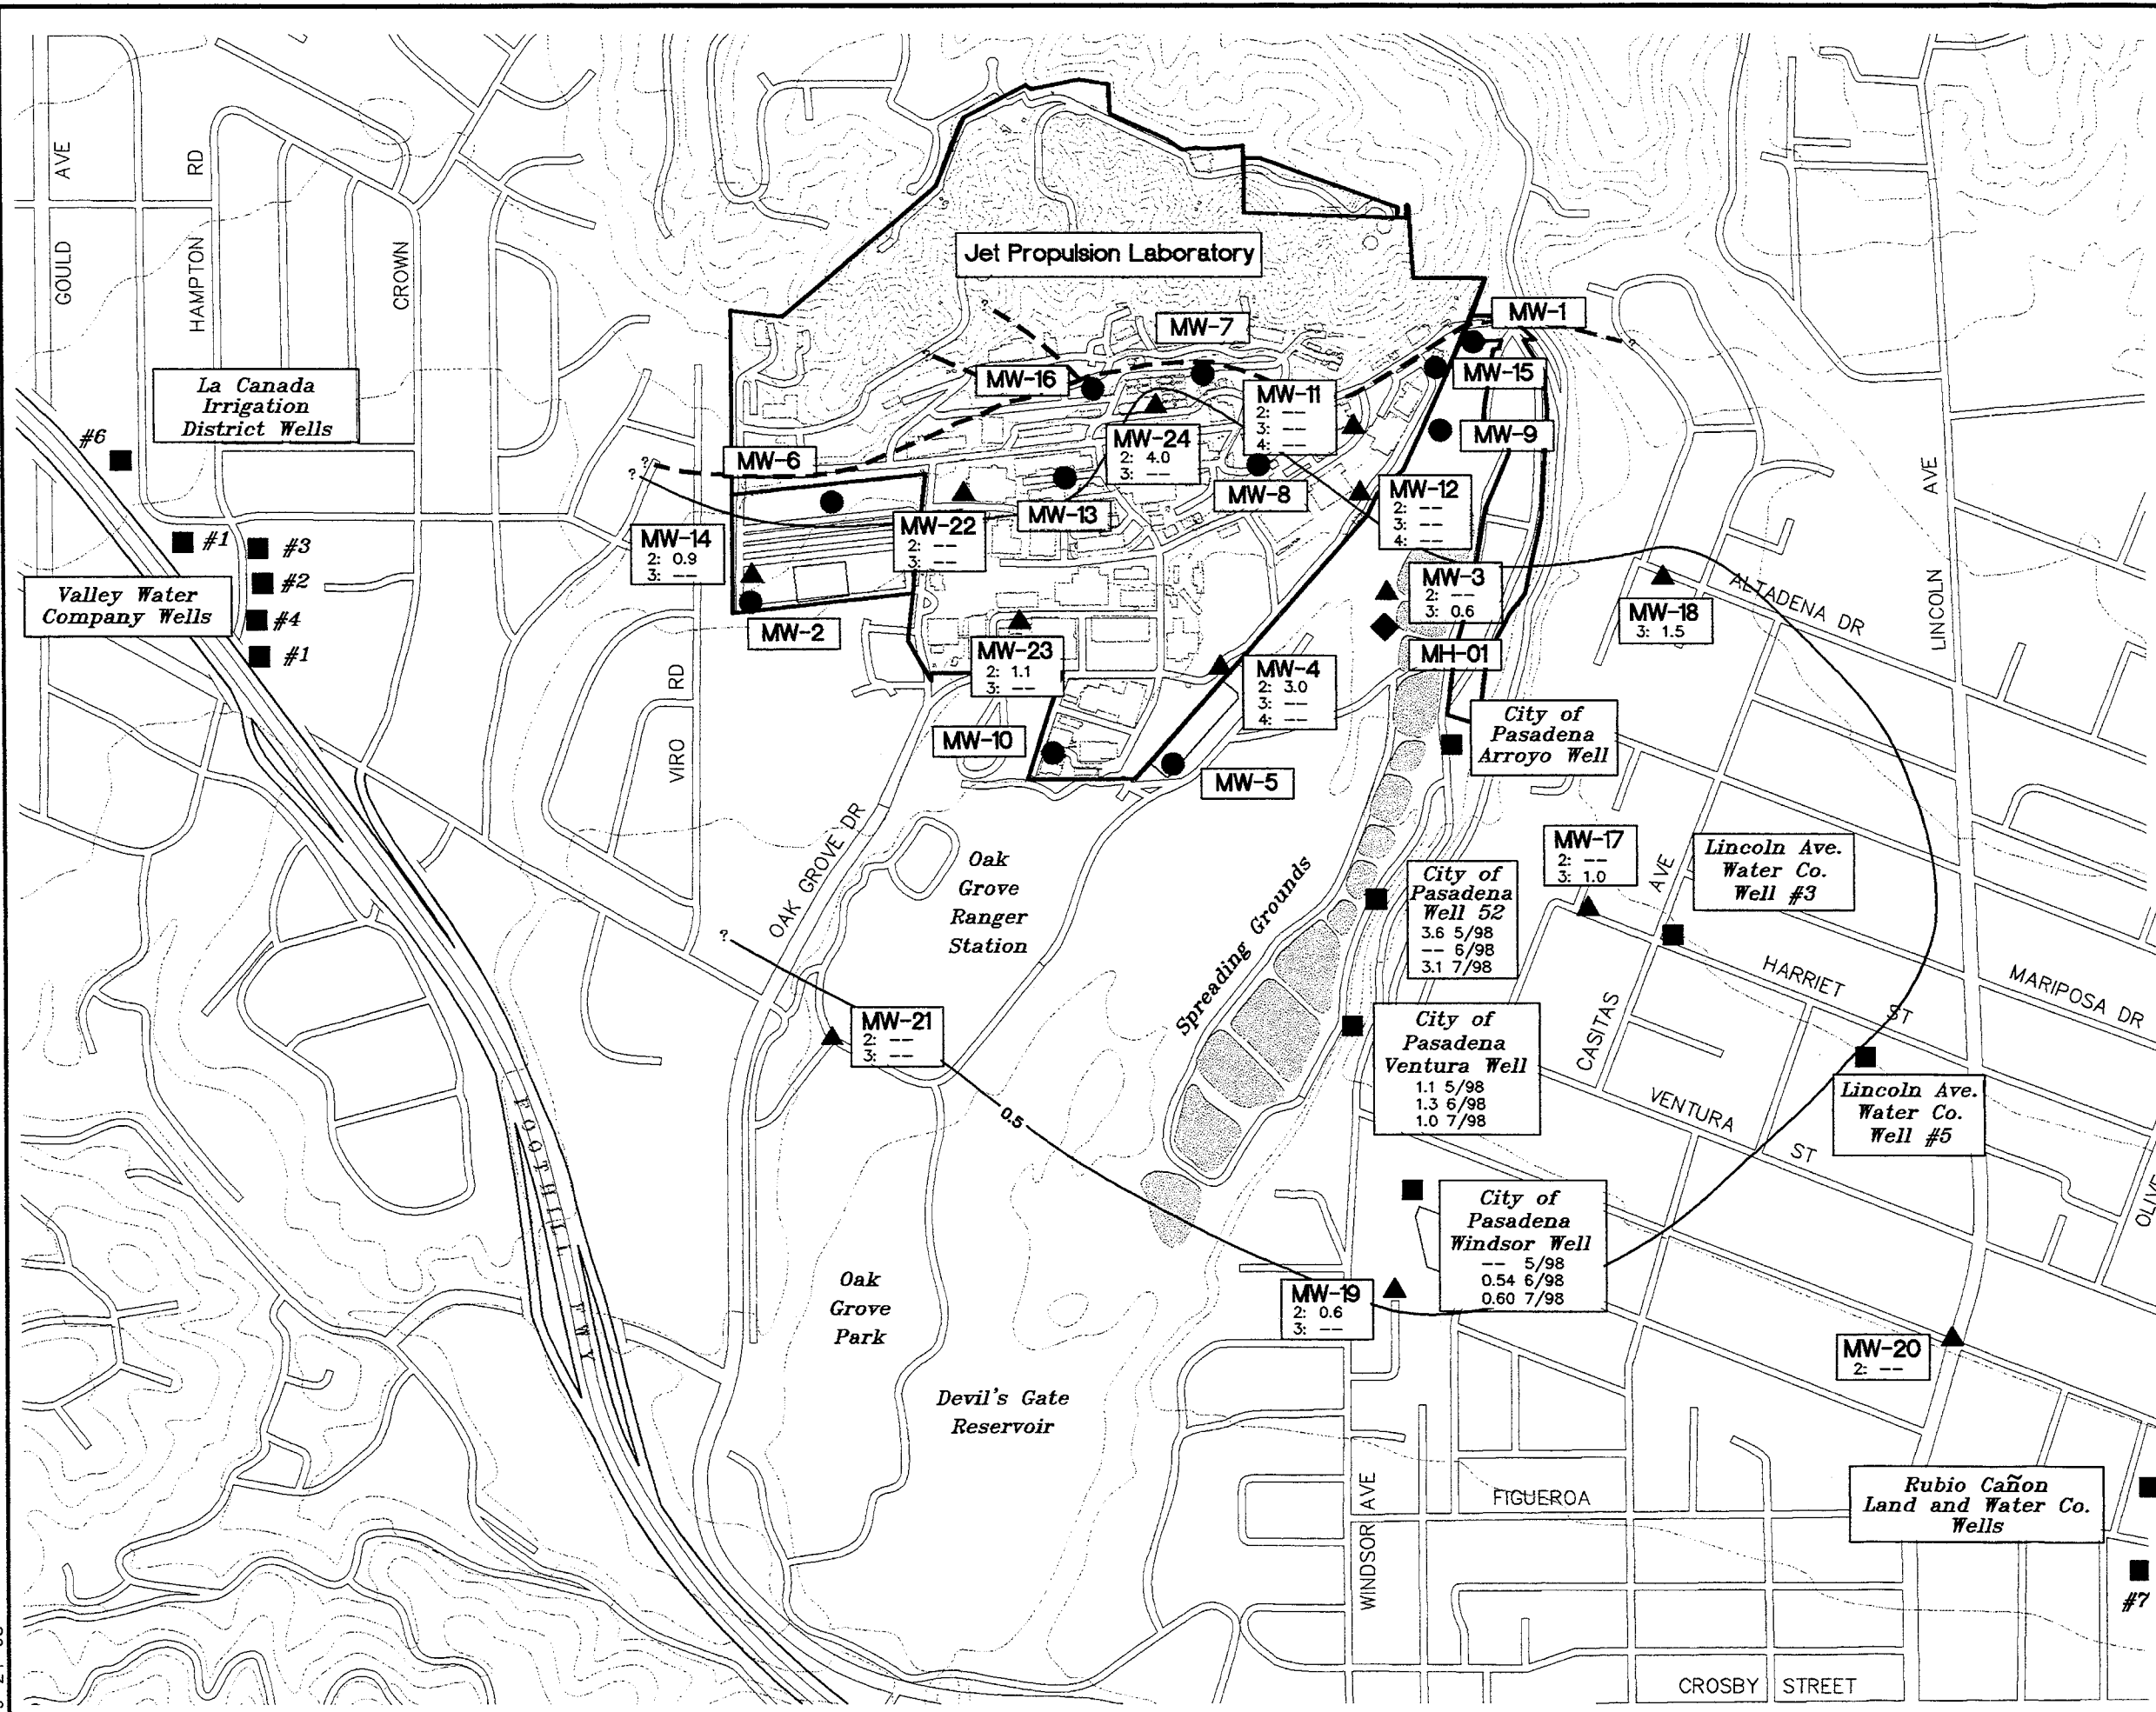 AVE
RD
GOULD
HAMPTON
CROWN
Jet Propulsion Laboratory
?
MW-1
?
MW-7
?
MW-16
MW-15
MW-11
2: --
3: --
4: --
La Canada
Irrigation
District Wells
#6
MW-24
2: 4.0
3: --
MW-9
MW-6
?
?
MW-8
MW-12
2: --
3: --
4: --
MW-13
MW-22
2: --
3: --
MW-14
2: 0.9
3: --
LINCOLN
AVE
#1
#3
#2
#4
#1
Valley Water
Company Wells
MW-3
2: --
3: 0.6
MW-18
3: 1.5
ALTADENA DR
MW-2
MH-01
MW-23
2: 1.1
3: --
MW-4
2: 3.0
3: --
4: --
VIRO
RD
City of
Pasadena
Arroyo Well
MW-10
MW-5
OAK GROVE DR
Oak
Grove
Ranger
Station
MW-17
2: --
3: 1.0
Lincoln Ave.
Water Co.
Well #3
City of
Pasadena
Well 52
3.6 5/98
-- 6/98
3.1 7/98
Spreading Grounds
CASITAS
AVE
HARRIET
ST
MARIPOSA DR
?
MW-21
2: --
3: --
City of
Pasadena
Ventura Well
1.1 5/98
1.3 6/98
1.0 7/98
0.5
VENTURA
ST
Lincoln Ave.
Water Co.
Well #5
FOOTHILL FWY
City of
Pasadena
Windsor Well
-- 5/98
0.54 6/98
0.60 7/98
OLIVE
Oak
Grove
Park
MW-19
2: 0.6
3: --
MW-20
2: --
Devil's Gate
Reservoir
WINDSOR AVE
FIGUEROA
Rubio Cañon
Land and Water Co.
Wells
#7
CROSBY STREET